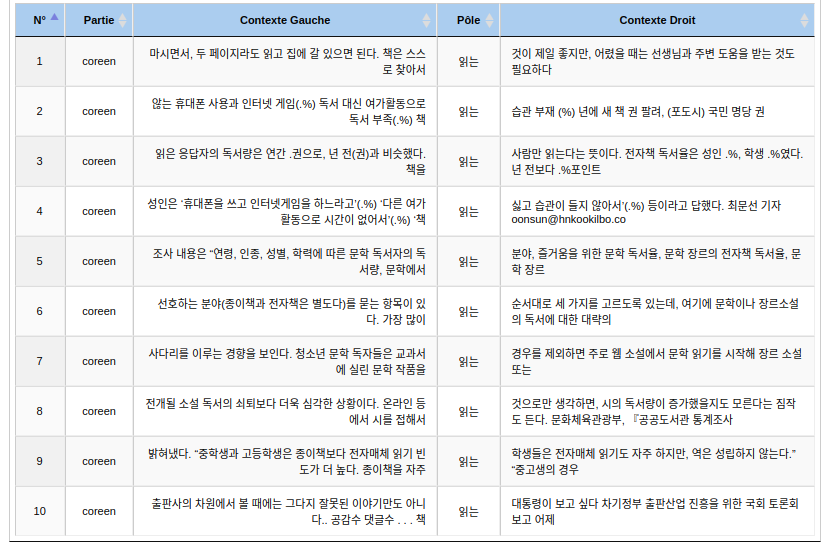 N° Partie Contexte Gauche Pôle Contexte Droit
1 coreen 마시면서, 두 페이지라도 읽고 집에 갈 있으면 된다. 책은 스스 읽는 것이 제일 좋지만, 어렸을 때는 선생님과 주변 도움을 받는 것도
로 찾아서 필요하다
2 coreen 않는 휴대폰 사용과 인터넷 게임(.%) 독서 대신 여가활동으로 읽는 습관 부재 (%) 년에 새 책 권 팔려, (포도시) 국민 명당 권
독서 부족(.%) 책
3 coreen 읽은 응답자의 독서량은 연간 .권으로, 년 전(권)과 비슷했다. 읽는 사람만 읽는다는 뜻이다. 전자책 독서율은 성인 .%, 학생 .%였다.
책을 년 전보다 .%포인트
4 coreen 성인은 ‘휴대폰을 쓰고 인터넷게임을 하느라고’(.%) ‘다른 여가 읽는 싫고 습관이 들지 않아서’(.%) 등이라고 답했다. 최문선 기자
활동으로 시간이 없어서’(.%) ‘책 oonsun@hnkookilbo.co
5 coreen 조사 내용은 “연령, 인종, 성별, 학력에 따른 문학 독서자의 독 읽는 분야, 즐거움을 위한 문학 독서율, 문학 장르의 전자책 독서율, 문
서량, 문학에서 학 장르
6 coreen 선호하는 분야(종이책과 전자책은 별도다)를 묻는 항목이 있 읽는 순서대로 세 가지를 고르도록 있는데, 여기에 문학이나 장르소설
다. 가장 많이 의 독서에 대한 대략의
7 coreen 사다리를 이루는 경향을 보인다. 청소년 문학 독자들은 교과서 읽는 경우를 제외하면 주로 웹 소설에서 문학 읽기를 시작해 장르 소설
에 실린 문학 작품을 또는
8 coreen 전개될 소설 독서의 쇠퇴보다 더욱 심각한 상황이다. 온라인 등 읽는 것으로만 생각하면, 시의 독서량이 증가했을지도 모른다는 짐작
에서 시를 접해서 도 든다. 문화체육관광부, 『공공도서관 통계조사
9 coreen 밝혀냈다. “중학생과 고등학생은 종이책보다 전자매체 읽기 빈 읽는 학생들은 전자매체 읽기도 자주 하지만, 역은 성립하지 않는다.”
도가 더 높다. 종이책을 자주 “중고생의 경우
10 coreen 출판사의 차원에서 볼 때에는 그다지 잘못된 이야기만도 아니 읽는 대통령이 보고 싶다 차기정부 출판산업 진흥을 위한 국회 토론회
다.. 공감수 댓글수 . . . 책 보고 어제